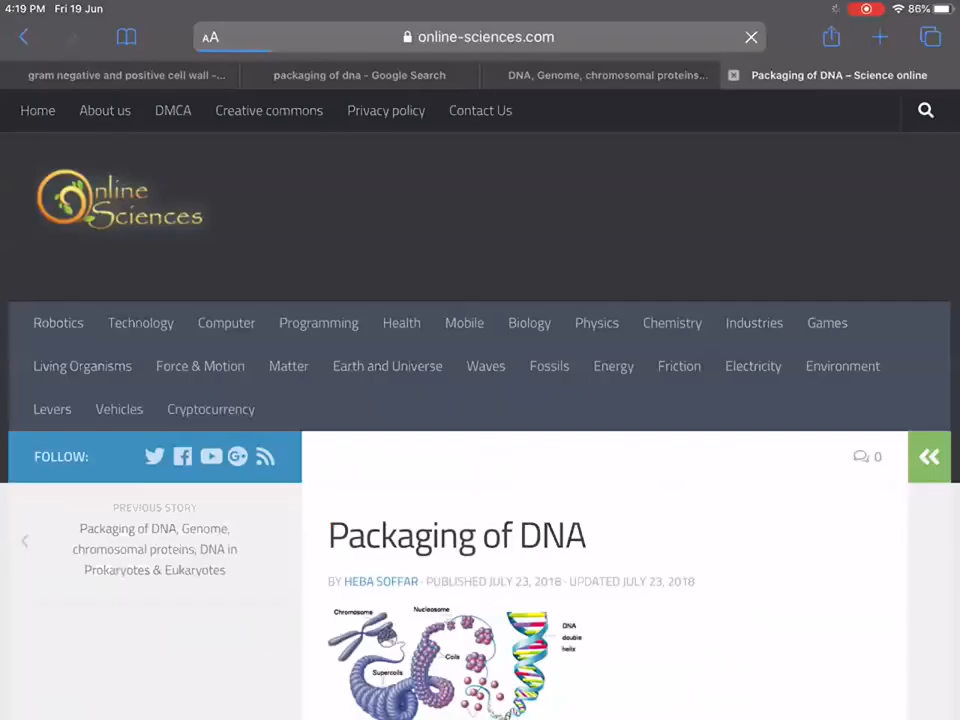 4:19 PM Fri 19 Jun
86%
AA online-sciences.com
gram negative and positive cell wall -...
packaging of dna - Google Search
DNA, Genome, chromosomal proteins...
Packaging of DNA – Science online
Home About us DMCA Creative commons Privacy policy Contact Us
Online
Sciences
Robotics Technology Computer Programming Health Mobile Biology Physics Chemistry Industries Games
Living Organisms Force & Motion Matter Earth and Universe Waves Fossils Energy Friction Electricity Environment
Levers Vehicles Cryptocurrency
FOLLOW:
0
PREVIOUS STORY
Packaging of DNA, Genome,
chromosomal proteins, DNA in
Prokaryotes & Eukaryotes
Packaging of DNA
BY HEBA SOFFAR · PUBLISHED JULY 23, 2018 · UPDATED JULY 23, 2018
Chromosome
Nucleosome
DNA
double
helix
Coils
Supercoils